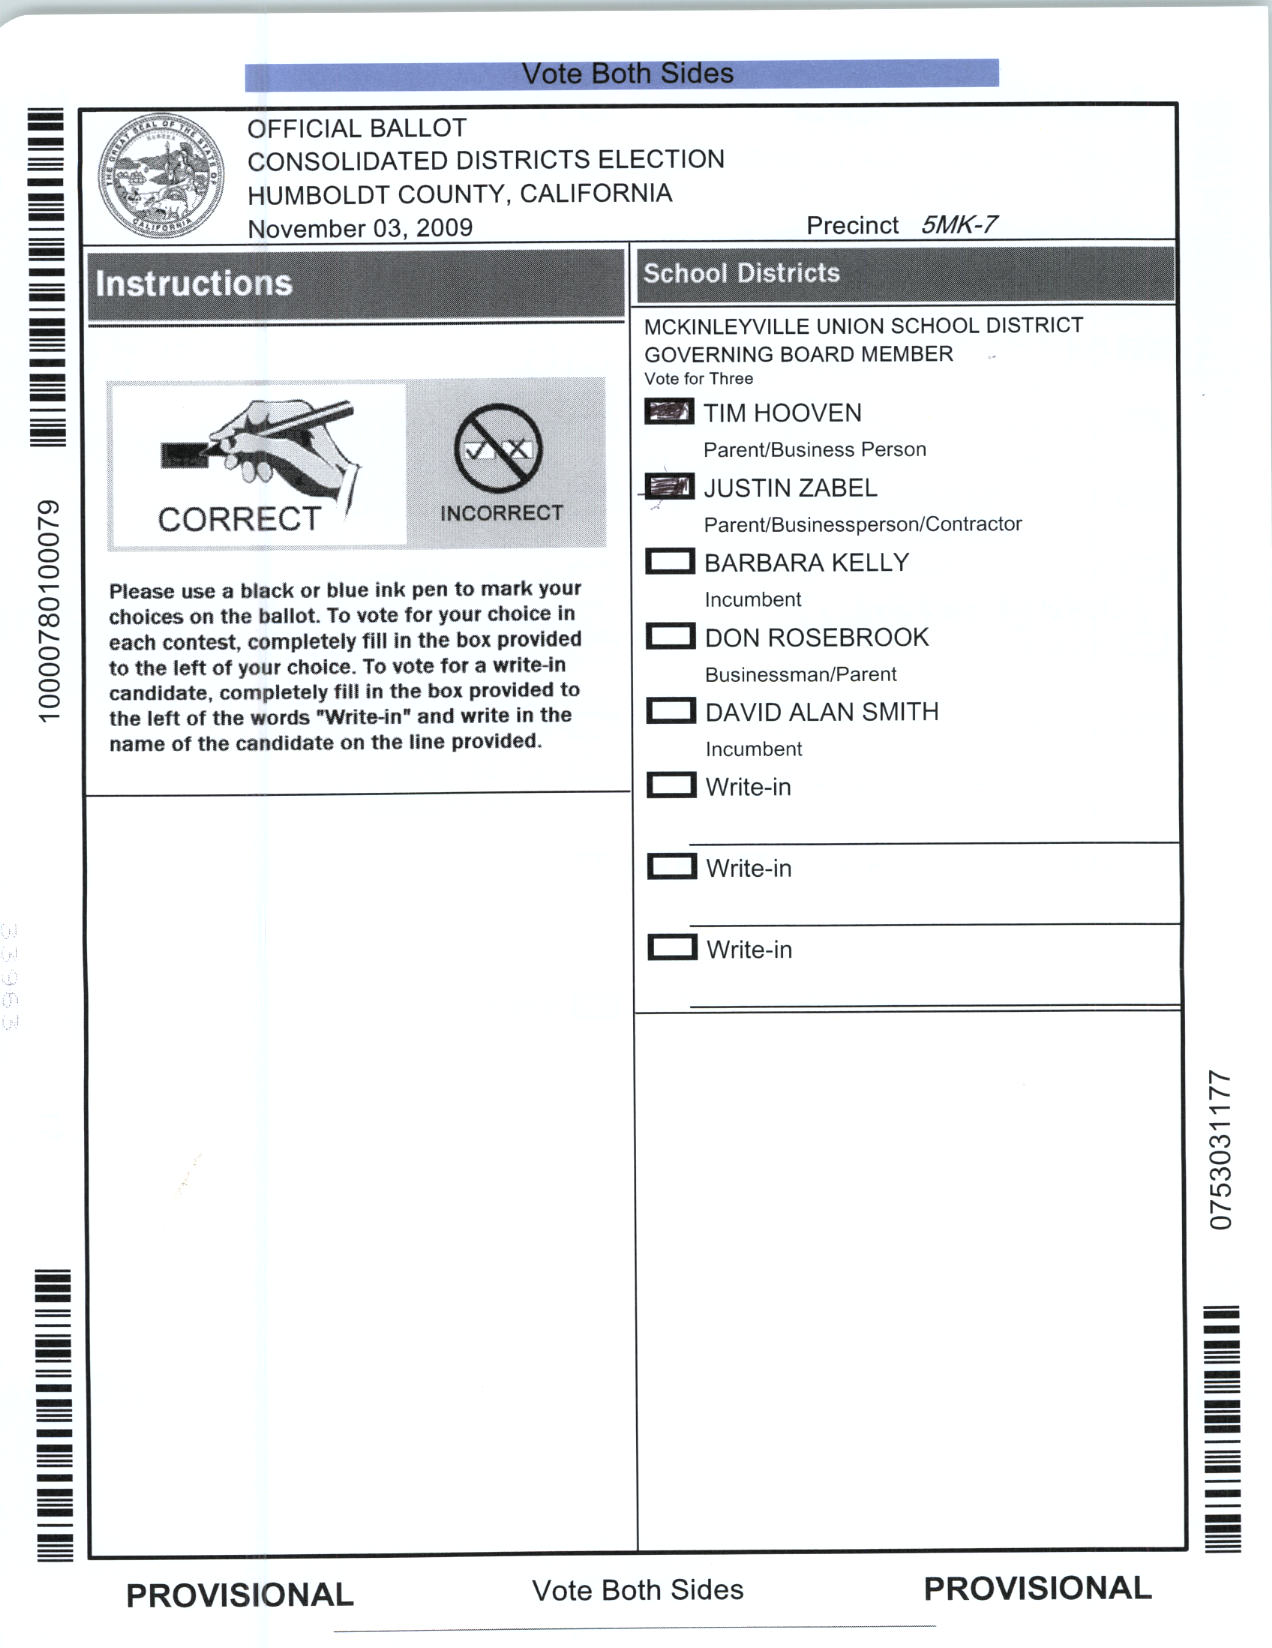 Vote Both Sides
OFFICIAL BALLOT
CONSOLIDATED DISTRICTS ELECTION
HUMBOLDT COUNTY, CALIFORNIA
November 03, 2009
Precinct 5MK-7
THE GREAT SEAL OF THE STATE OF CALIFORNIA
EUREKA
Instructions
CORRECT
INCORRECT
Please use a black or blue ink pen to mark your
choices on the ballot. To vote for your choice in
each contest, completely fill in the box provided
to the left of your choice. To vote for a write-in
candidate, completely fill in the box provided to
the left of the words "Write-in" and write in the
name of the candidate on the line provided.
School Districts
MCKINLEYVILLE UNION SCHOOL DISTRICT
GOVERNING BOARD MEMBER
Vote for Three
TIM HOOVEN
Parent/Business Person
JUSTIN ZABEL
Parent/Businessperson/Contractor
BARBARA KELLY
Incumbent
DON ROSEBROOK
Businessman/Parent
DAVID ALAN SMITH
Incumbent
Write-in
Write-in
Write-in
10000780100079
0753031177
PROVISIONAL
Vote Both Sides
PROVISIONAL